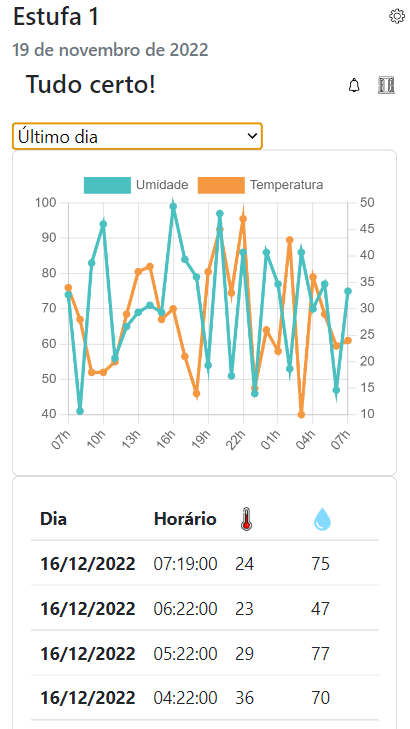 Estufa 1
19 de novembro de 2022
Tudo certo!
Último dia
Umidade Temperatura
100 50
90 45
40
80 35
70 30
25
60 20
50 15
40 10
07h 10h 13h 16h 19h 22h 01h 04h 07h
Dia Horário
16/12/2022 07:19:00 24 75
16/12/2022 06:22:00 23 47
16/12/2022 05:22:00 29 77
16/12/2022 04:22:00 36 70